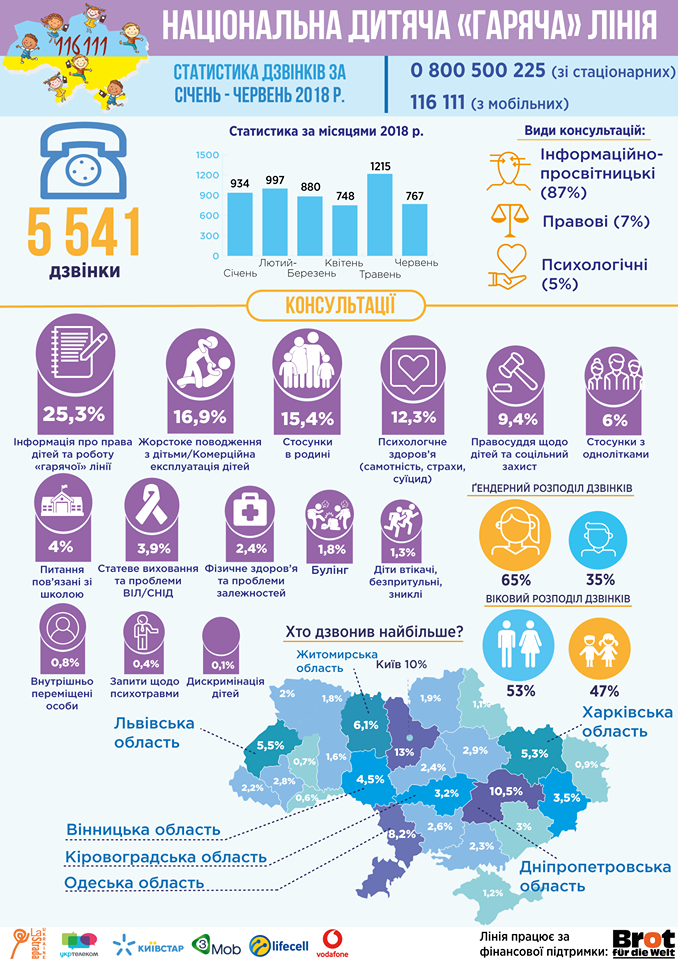 116 111
НАЦІОНАЛЬНА ДИТЯЧА «ГАРЯЧА» ЛІНІЯ
СТАТИСТИКА ДЗВІНКІВ ЗА
СІЧЕНЬ - ЧЕРВЕНЬ 2018 Р.
0 800 500 225 (зі стаціонарних)
116 111 (з мобільних)
5 541
дзвінки
Статистика за місяцями 2018 р.
1500
1200
900
600
300
0
934
997
880
748
1215
767
Січень
Лютий-
Березень
Квітень
Травень
Червень
Види консультацій:
Інформаційно-
просвітницькі
(87%)
Правові (7%)
Психологічні
(5%)
КОНСУЛЬТАЦІЇ
25,3%
Інформація про права
дітей та роботу
«гарячої» лінії
16,9%
Жорстоке поводження
з дітьми/Комерційна
експлуатація дітей
15,4%
Стосунки
в родині
12,3%
Психологчне
здоров'я
(самотність, страхи,
суїцид)
9,4%
Правосуддя щодо
дітей та соцільний
захист
6%
Стосунки з
однолітками
4%
Питання
пов'язані зі
школою
3,9%
Статеве виховання
та проблеми
ВІЛ/СНІД
2,4%
Фізичне здоров'я
та проблеми
залежностей
1,8%
Булінг
1,3%
Діти втікачі,
безпритульні,
зниклі
ҐЕНДЕРНИЙ РОЗПОДІЛ ДЗВІНКІВ
65%
35%
ВІКОВИЙ РОЗПОДІЛ ДЗВІНКІВ
53%
47%
0,8%
Внутрішньо
переміщені
особи
0,4%
Запити щодо
психотравми
0,1%
Дискримінація
дітей
Хто дзвонив найбільше?
Житомирська
область
Київ 10%
Львівська
область
Харківська
область
2%
1,8%
6,1%
1,9%
1,1%
5,5%
0,7%
1,6%
13%
2,9%
5,3%
0,9%
2,2%
2,8%
0,6%
4,5%
2,4%
3,2%
10,5%
3,5%
8,2%
2,6%
2,3%
3%
1,2%
Вінницька область
Кіровоградська область
Одеська область
Дніпропетровська
область
La Strada
укртелеком
КИЇВСТАР
3Mob
lifecell
vodafone
Лінія працює за
фінансової підтримки:
Brot
für die Welt